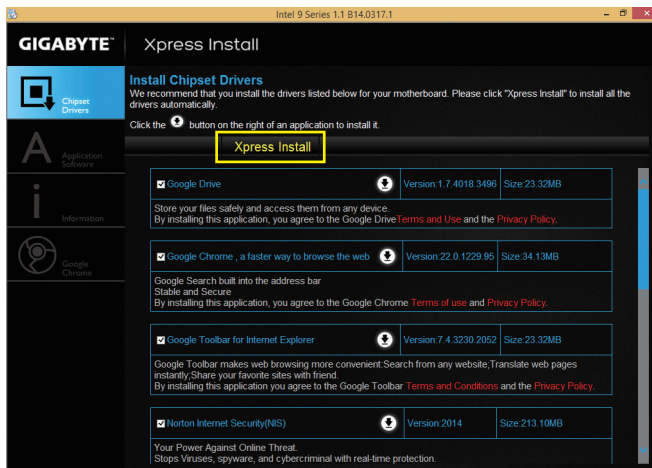 Intel 9 Series 1.1 B14.0317.1
GIGABYTE™
Xpress Install
Chipset
Drivers
Application
Software
Information
Google
Chrome
Install Chipset Drivers
We recommend that you install the drivers listed below for your motherboard. Please click "Xpress Install" to install all the
drivers automatically.
Click the button on the right of an application to install it.
Xpress Install
Google Drive Version:1.7.4018.3496 Size:23.32MB
Store your files safely and access them from any device.
By installing this application, you agree to the Google DriveTerms and Use and the Privacy Policy.
Google Chrome , a faster way to browse the web Version:22.0.1229.95 Size:34.13MB
Google Search built into the address bar
Stable and Secure
By installing this application, you agree to the Google Chrome Terms of use and Privacy Policy.
Google Toolbar for Internet Explorer Version:7.4.3230.2052 Size:23.32MB
Google Toolbar makes web browsing more convenient:Search from any website;Translate web pages
instantly;Share your favorite sites with friend.
By installing this application you agree to the Google Toolbar Terms and Conditions and the Privacy Policy.
Norton Internet Security(NIS) Version:2014 Size:213.10MB
Your Power Against Online Threat.
Stops Viruses, spyware, and cybercriminal with real-time protection.